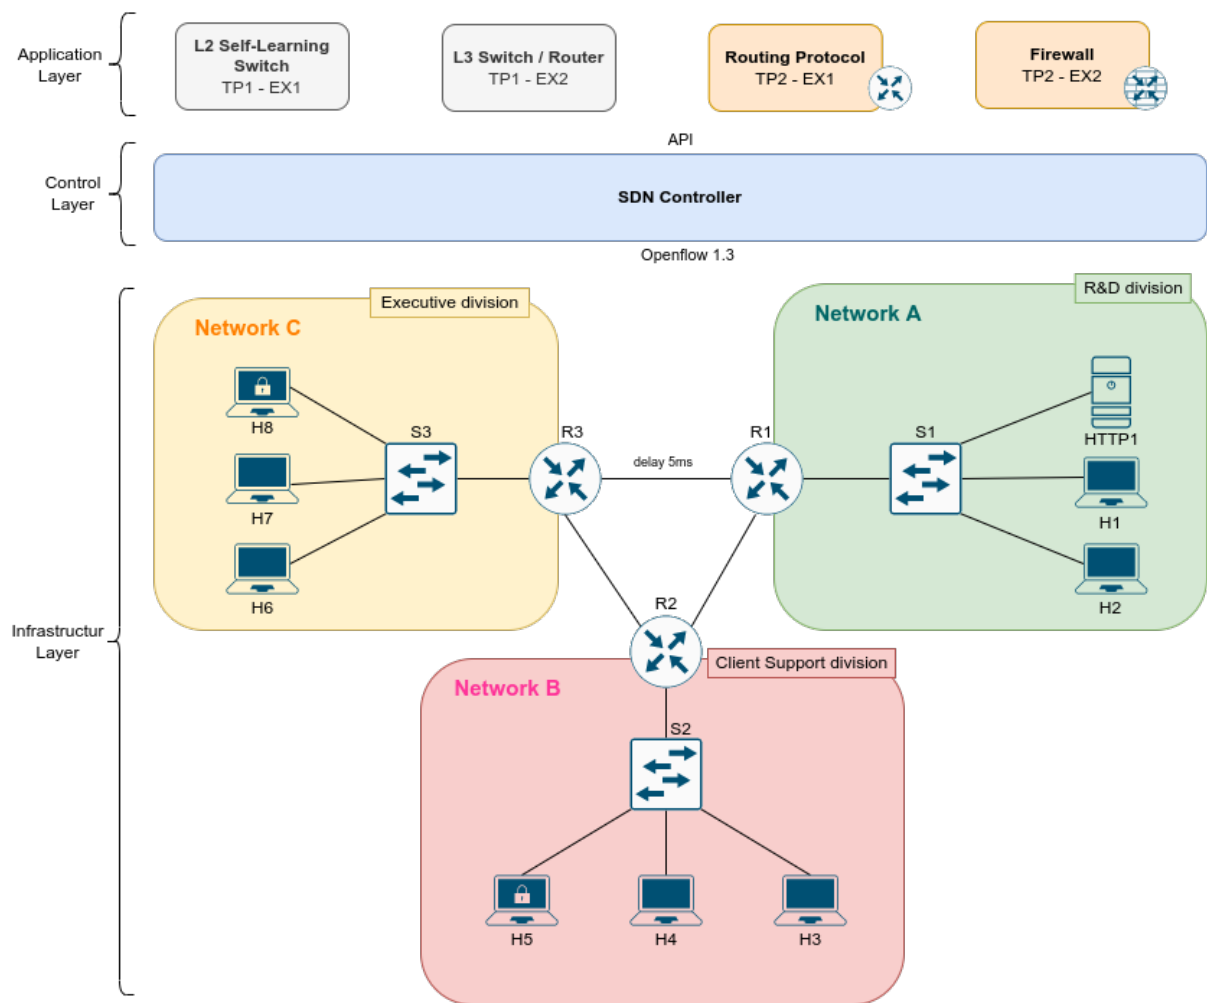 Application
Layer
L2 Self-Learning
Switch
TP1 - EX1
L3 Switch / Router
TP1 - EX2
Routing Protocol
TP2 - EX1
Firewall
TP2 - EX2
API
Control
Layer
SDN Controller
Openflow 1.3
Executive division
R&D division
Network C
Network A
H8
S3
R3
delay 5ms
R1
S1
HTTP1
H7
H1
H6
H2
R2
Infrastructur
Layer
Client Support division
Network B
S2
H5
H4
H3